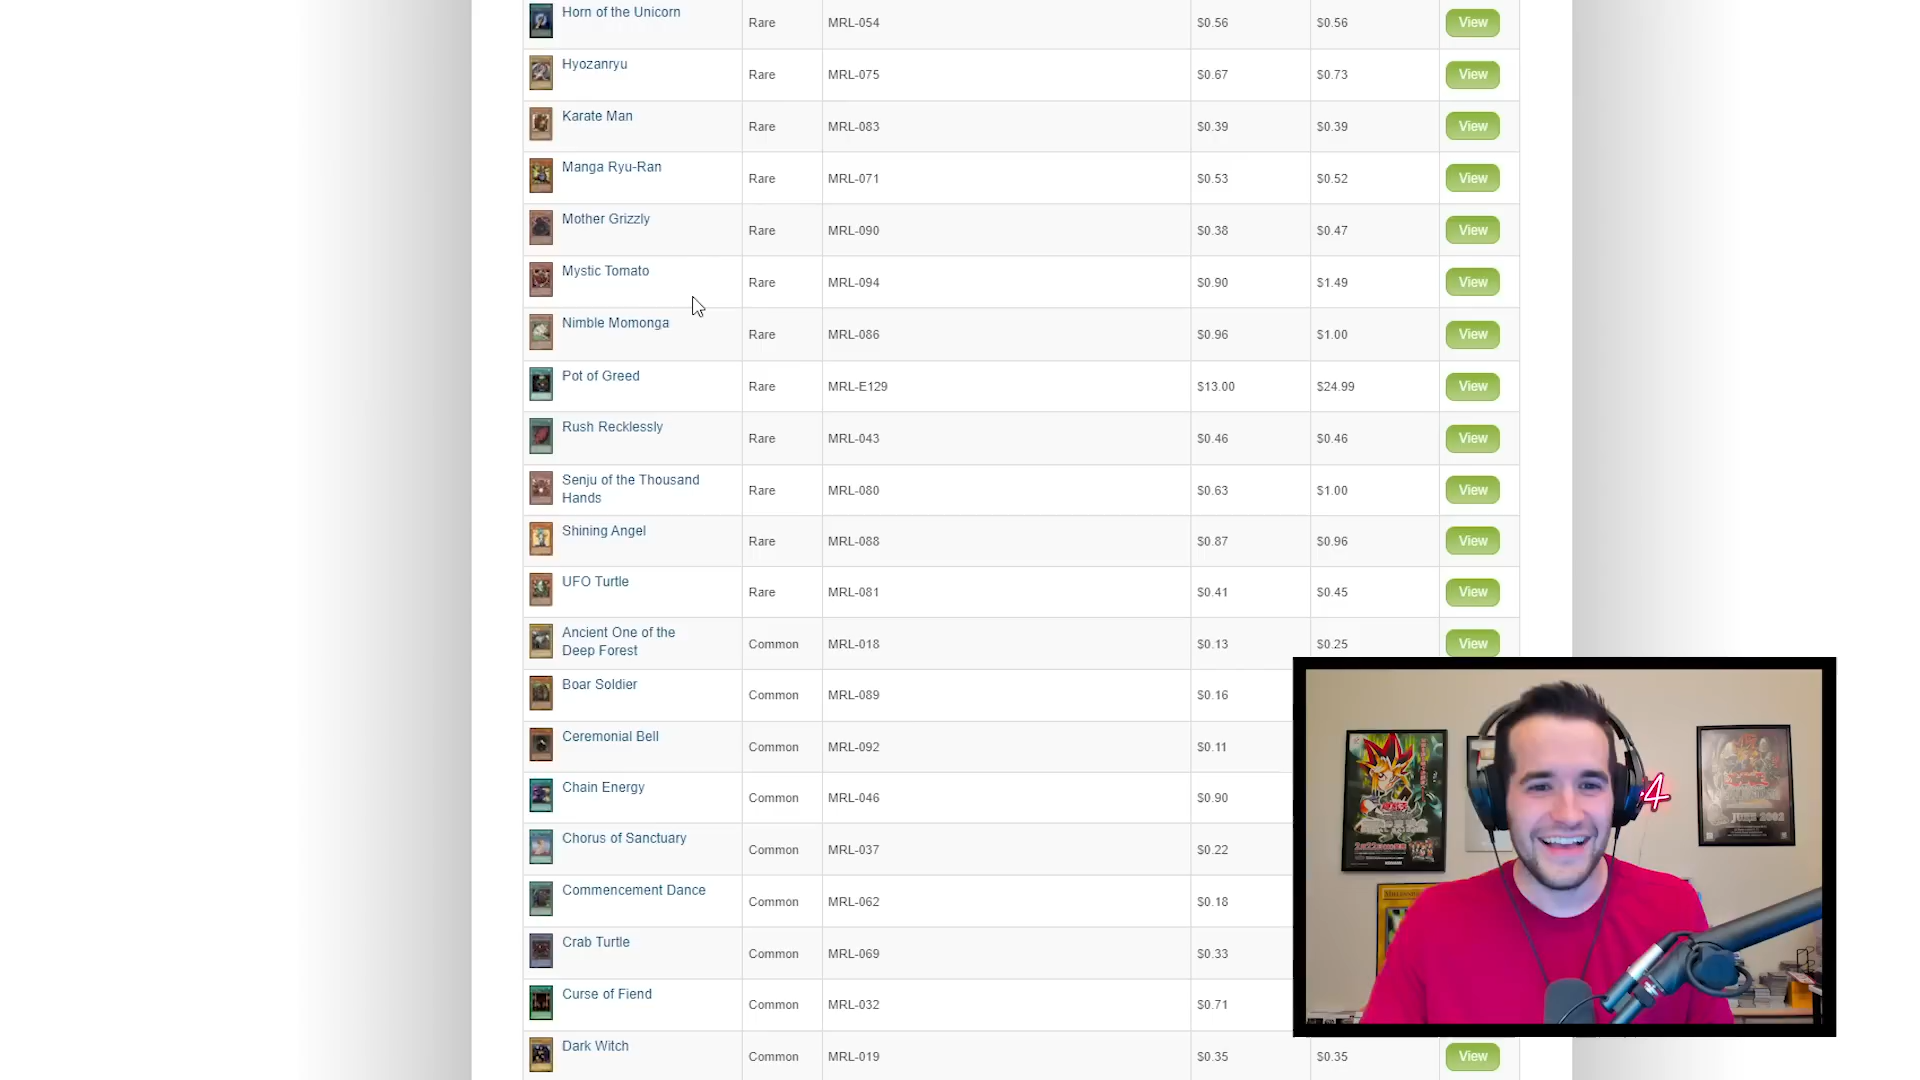 Horn of the Unicorn Rare MRL-054 $0.56 $0.56 View
Hyozanryu Rare MRL-075 $0.67 $0.73 View
Karate Man Rare MRL-083 $0.39 $0.39 View
Manga Ryu-Ran Rare MRL-071 $0.53 $0.52 View
Mother Grizzly Rare MRL-090 $0.38 $0.47 View
Mystic Tomato Rare MRL-094 $0.90 $1.49 View
Nimble Momonga Rare MRL-086 $0.96 $1.00 View
Pot of Greed Rare MRL-E129 $13.00 $24.99 View
Rush Recklessly Rare MRL-043 $0.46 $0.46 View
Senju of the Thousand
Hands Rare MRL-080 $0.63 $1.00 View
Shining Angel Rare MRL-088 $0.87 $0.96 View
UFO Turtle Rare MRL-081 $0.41 $0.45 View
Ancient One of the
Deep Forest Common MRL-018 $0.13 $0.25 View
Boar Soldier Common MRL-089 $0.16
Ceremonial Bell Common MRL-092 $0.11
Chain Energy Common MRL-046 $0.90
Chorus of Sanctuary Common MRL-037 $0.22
Commencement Dance Common MRL-062 $0.18
Crab Turtle Common MRL-069 $0.33
Curse of Fiend Common MRL-032 $0.71
Dark Witch Common MRL-019 $0.35 $0.35 View
4
JUNE 2002